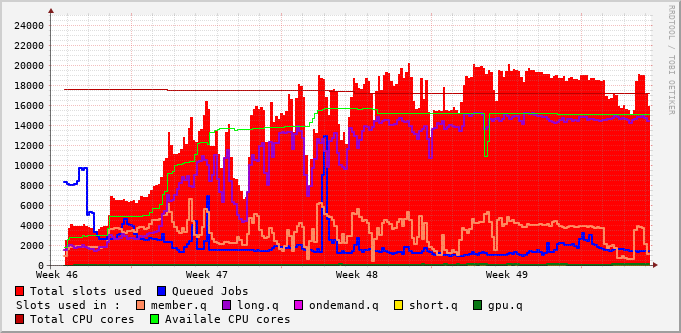 RRDTOOL / TOBI OETIKER
24000
22000
20000
18000
16000
14000
12000
10000
8000
6000
4000
2000
0
Week 46 Week 47 Week 48 Week 49
Total slots used Queued Jobs
Slots used in : member.q long.q ondemand.q short.q gpu.q
Total CPU cores Availale CPU cores